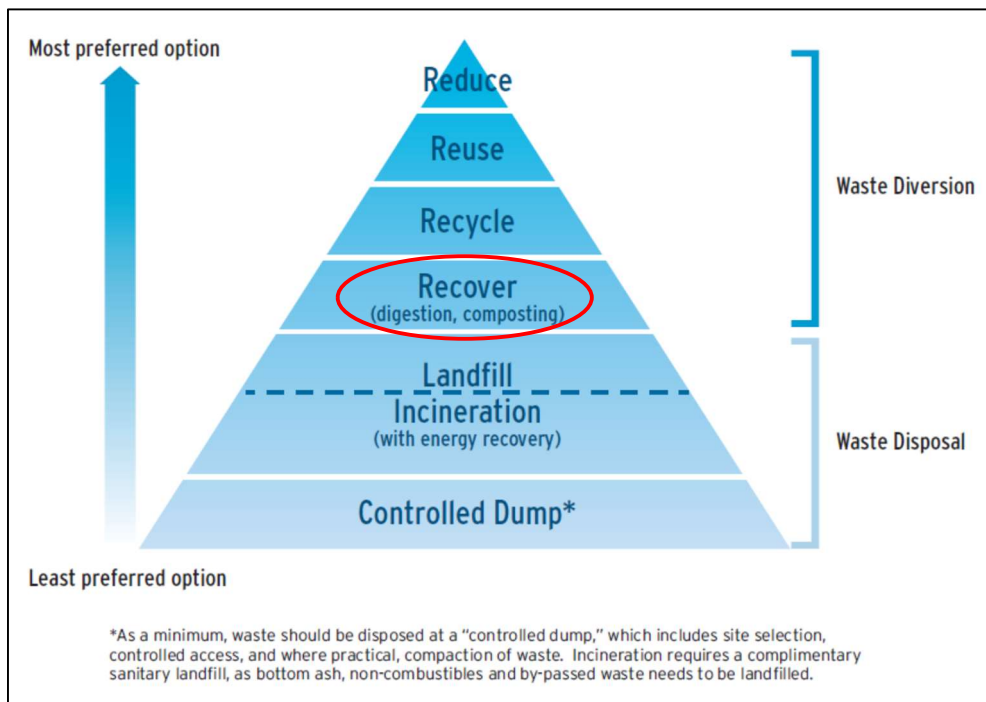 Most preferred option
Reduce
Reuse
Waste Diversion
Recycle
Recover
(digestion, composting)
Landfill
Incineration
(with energy recovery)
Waste Disposal
Controlled Dump*
Least preferred option
*As a minimum, waste should be disposed at a “controlled dump,” which includes site selection,
controlled access, and where practical, compaction of waste. Incineration requires a complimentary
sanitary landfill, as bottom ash, non-combustibles and by-passed waste needs to be landfilled.